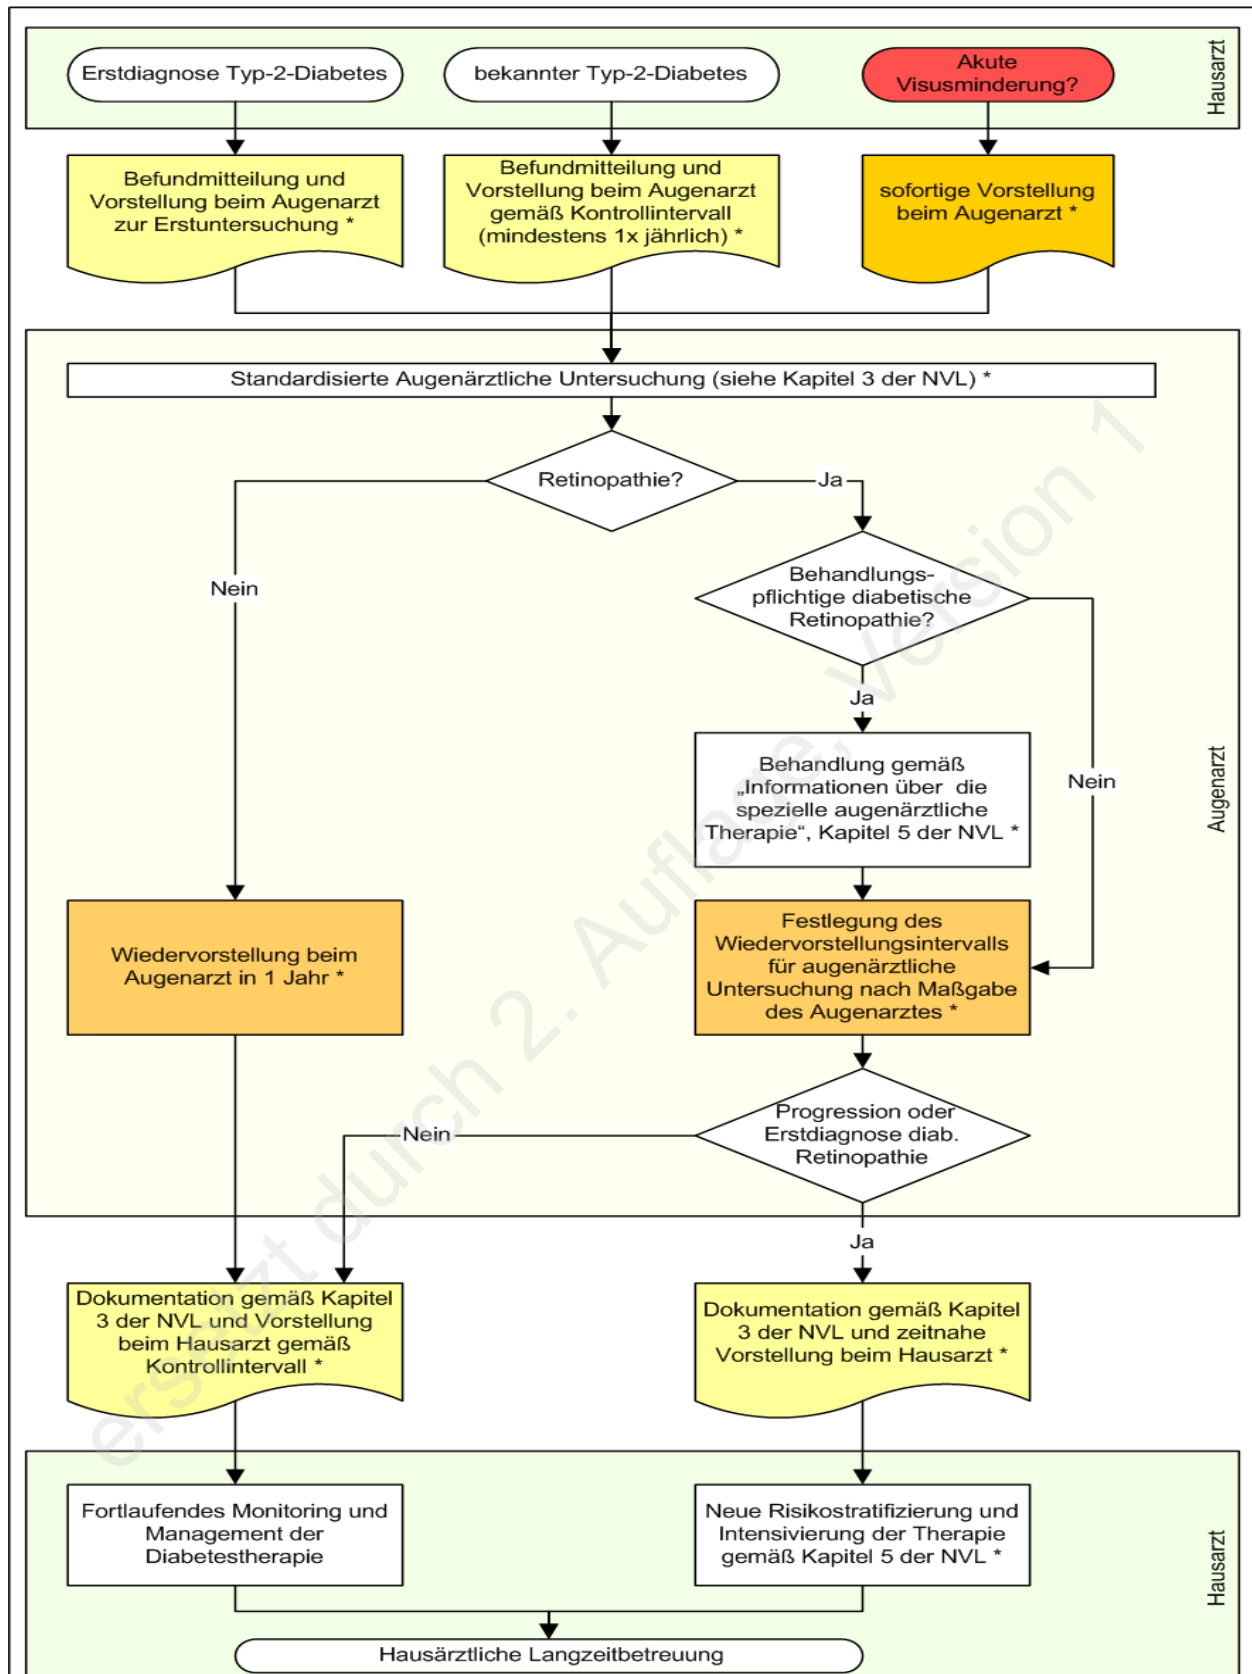 Hausarzt
Erstdiagnose Typ-2-Diabetes
bekannter Typ-2-Diabetes
Akute
Visusminderung?
Befundmitteilung und
Vorstellung beim Augenarzt
zur Erstuntersuchung *
Befundmitteilung und
Vorstellung beim Augenarzt
gemäß Kontrollintervall
(mindestens 1x jährlich) *
sofortige Vorstellung
beim Augenarzt *
Augenarzt
Standardisierte Augenärztliche Untersuchung (siehe Kapitel 3 der NVL) *
Retinopathie?
Ja
Nein
Behandlungs-
pflichtige diabetische
Retinopathie?
Ja
Nein
Behandlung gemäß
„Informationen über die
spezielle augenärztliche
Therapie“, Kapitel 5 der NVL *
Wiedervorstellung beim
Augenarzt in 1 Jahr *
Festlegung des
Wiedervorstellungsintervalls
für augenärztliche
Untersuchung nach Maßgabe
des Augenarztes *
Progression oder
Erstdiagnose diab.
Retinopathie
Nein
Ja
Dokumentation gemäß Kapitel
3 der NVL und Vorstellung
beim Hausarzt gemäß
Kontrollintervall *
Dokumentation gemäß Kapitel
3 der NVL und zeitnahe
Vorstellung beim Hausarzt *
Hausarzt
Fortlaufendes Monitoring und
Management der
Diabetestherapie
Neue Risikostratifizierung und
Intensivierung der Therapie
gemäß Kapitel 5 der NVL *
Hausärztliche Langzeitbetreuung
ersetzt durch 2. Auflage, Version 1